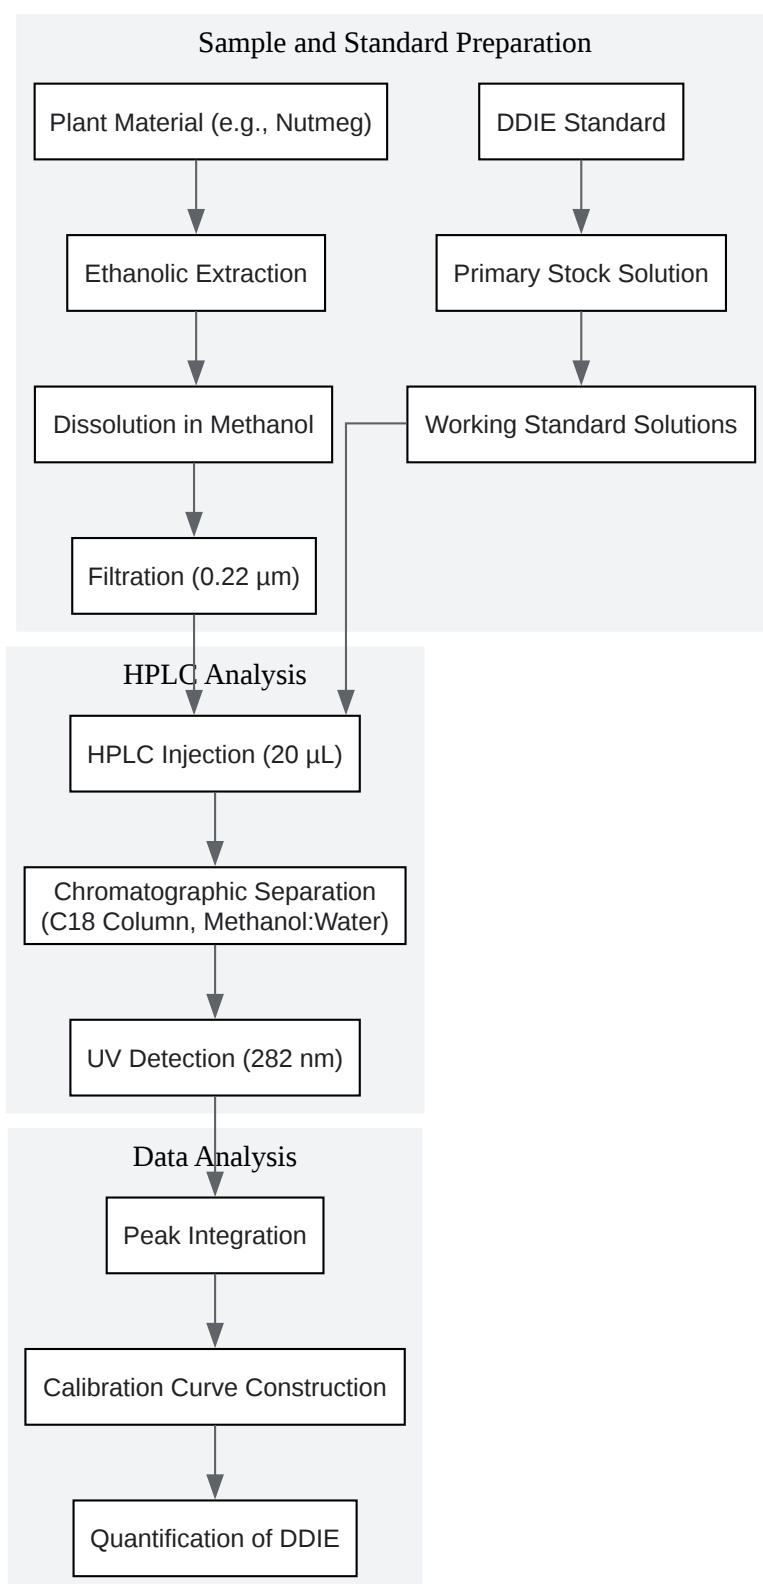 Sample and Standard Preparation
Plant Material (e.g., Nutmeg)
DDIE Standard
Ethanolic Extraction
Primary Stock Solution
Dissolution in Methanol
Working Standard Solutions
Filtration (0.22 µm)
HPLC Analysis
HPLC Injection (20 µL)
Chromatographic Separation
(C18 Column, Methanol:Water)
UV Detection (282 nm)
Data Analysis
Peak Integration
Calibration Curve Construction
Quantification of DDIE